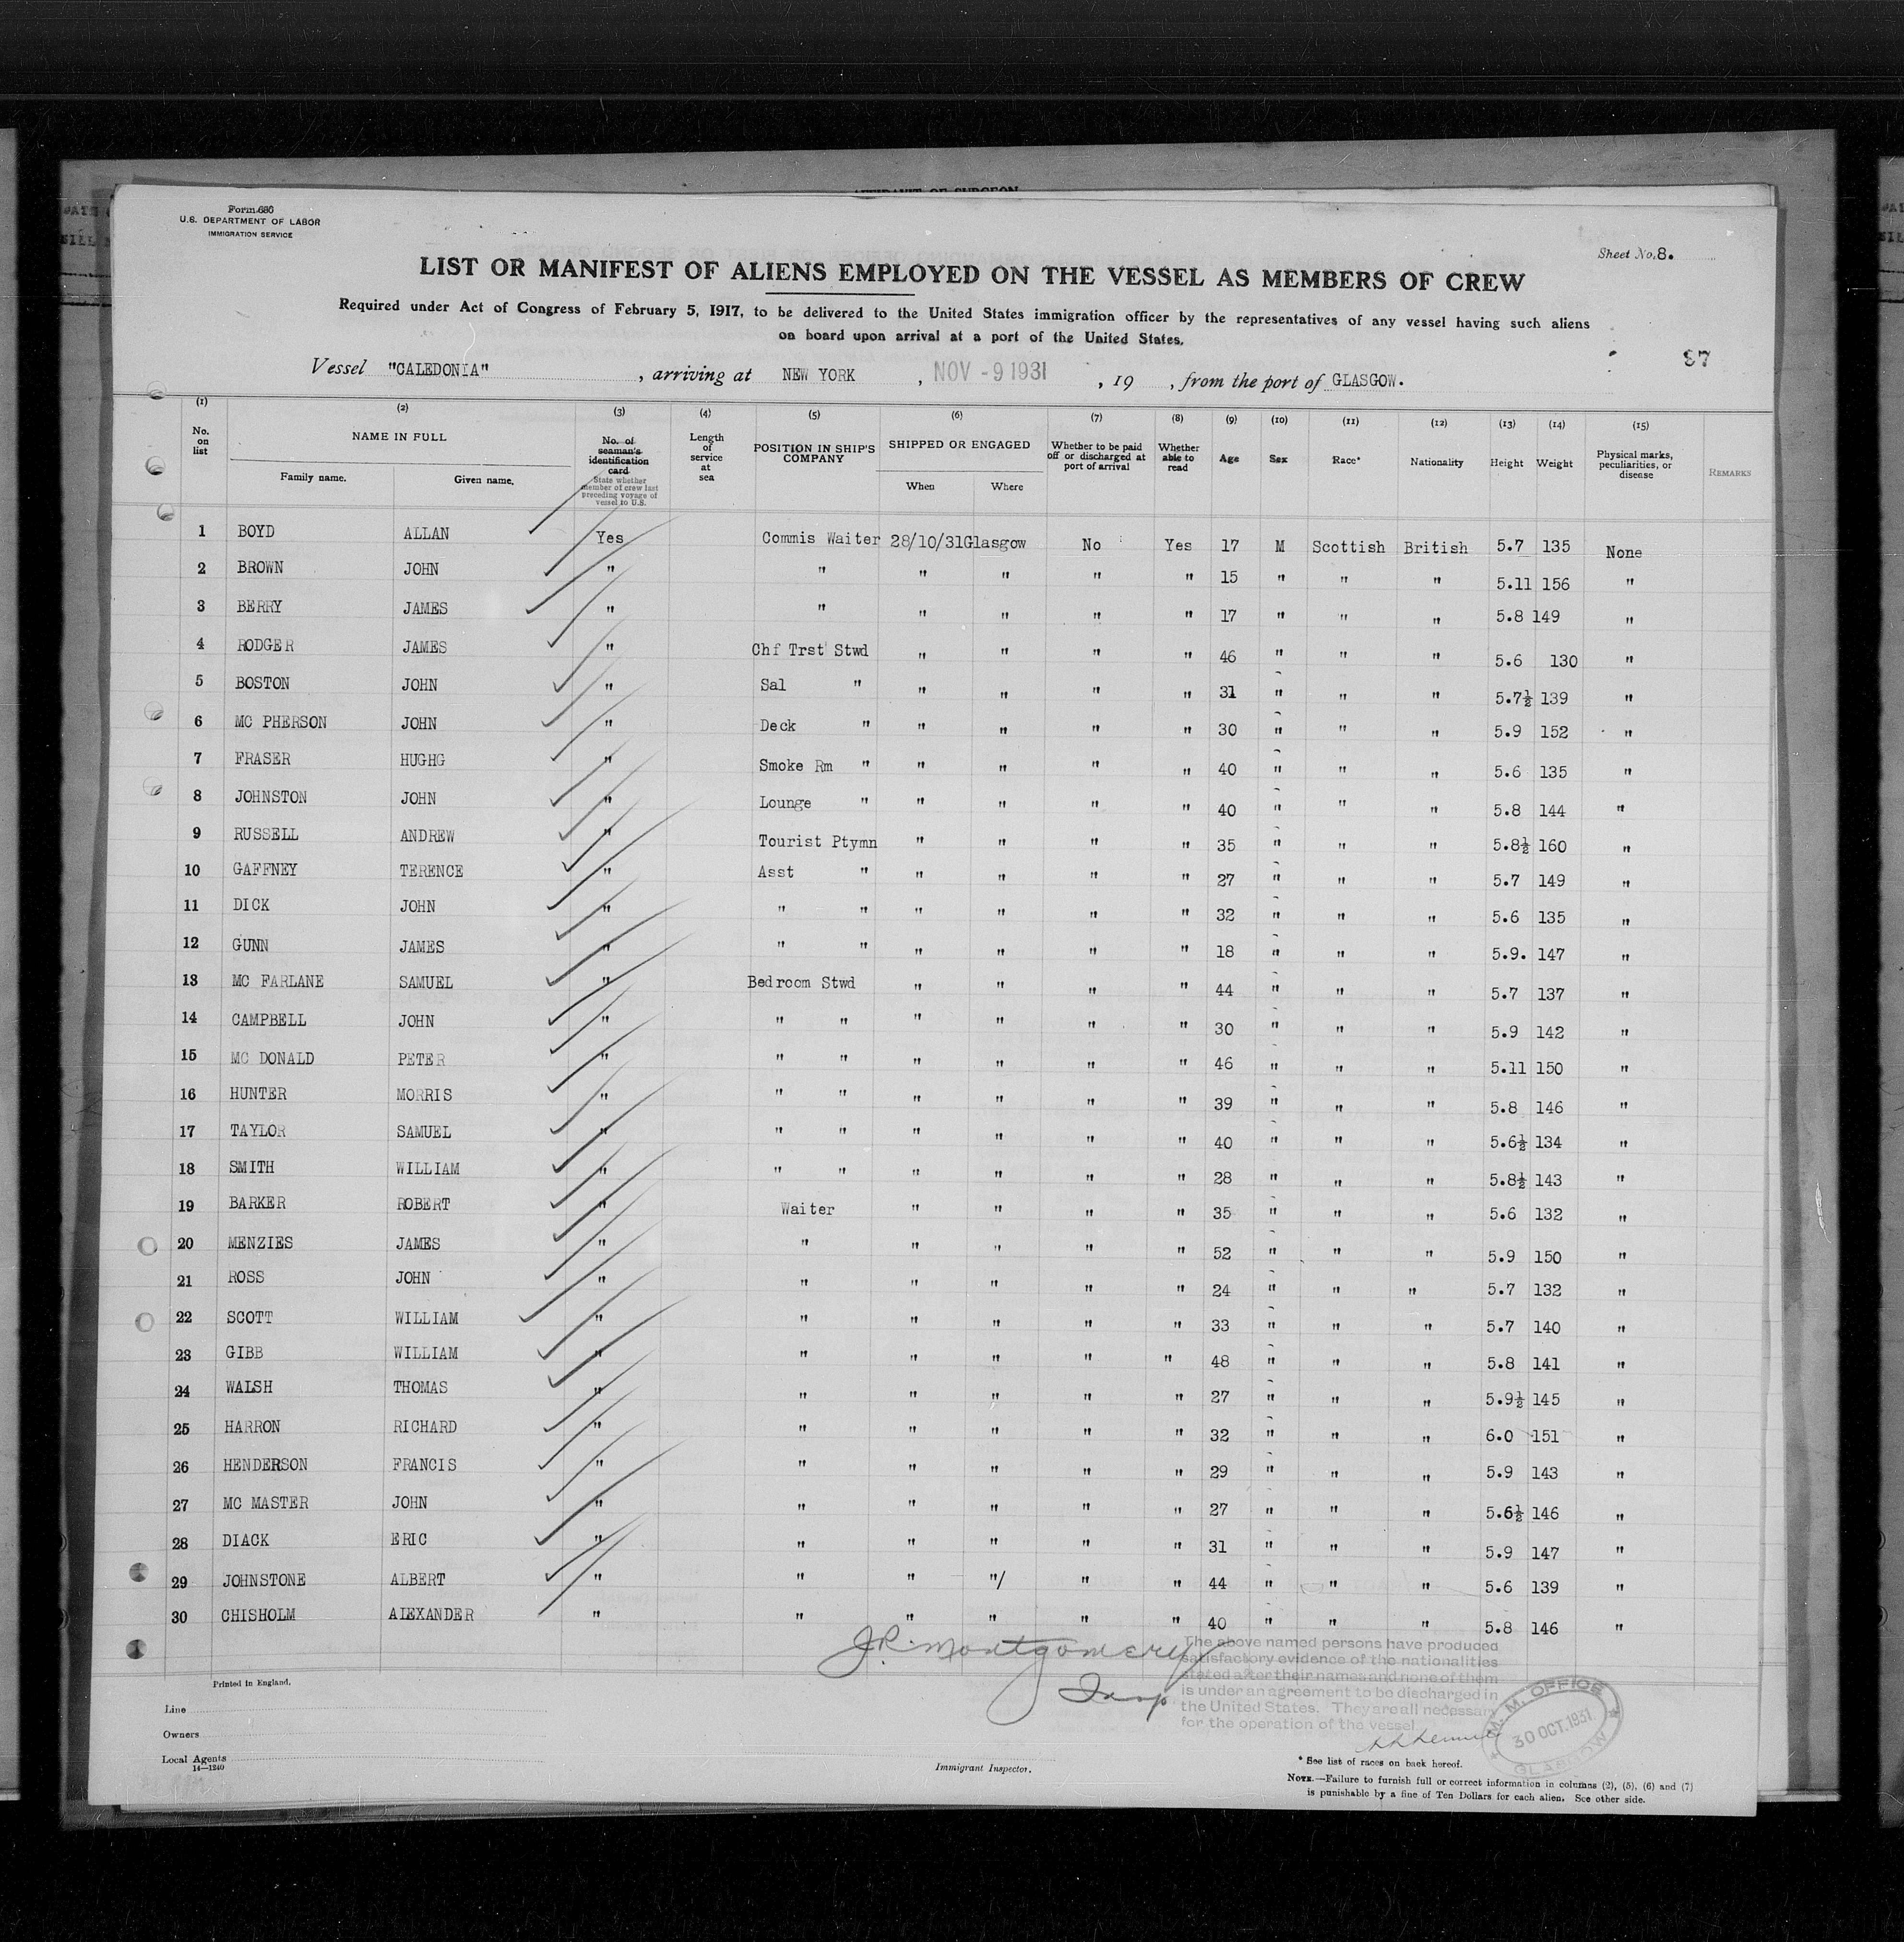 AFFIDAVIT OF SURGEON
Form 686
U.S. DEPARTMENT OF LABOR
IMMIGRATION SERVICE
Sheet No. 8.
LIST OR MANIFEST OF ALIENS EMPLOYED ON THE VESSEL AS MEMBERS OF CREW
Required under Act of Congress of February 5, 1917, to be delivered to the United States immigration officer by the representatives of any vessel having such aliens
on board upon arrival at a port of the United States.
37
Vessel "CALEDONIA" , arriving at NEW YORK , NOV - 9 1931 , 19 , from the port of GLASGOW.
(1) (2) (3) (4) (5) (6) (7) (8) (9) (10) (11) (12) (13) (14) (15)
No. on list NAME IN FULL Family name. Given name. No. of seaman's identification card State whether member of crew last preceding voyage of vessel to U.S. Length of service at sea POSITION IN SHIP'S COMPANY SHIPPED OR ENGAGED When Where Whether to be paid off or discharged at port of arrival Whether able to read Age Sex Race* Nationality Height Weight Physical marks, peculiarities, or disease REMARKS
1 BOYD ALLAN Yes Commis Waiter 28/10/31 Glasgow No Yes 17 M Scottish British 5.7 135 None
2 BROWN JOHN " " " " " " 15 " " " 5.11 156 "
3 BERRY JAMES " " " " " " 17 " " " 5.8 149 "
4 RODGER JAMES " Chf Trst Stwd " " " " 46 " " " 5.6 130 "
5 BOSTON JOHN " Sal " " " " " 31 " " " 5.7½ 139 "
6 MC PHERSON JOHN " Deck " " " " " 30 " " " 5.9 152 "
7 FRASER HUGHG " Smoke Rm " " " " " 40 " " " 5.6 135 "
8 JOHNSTON JOHN " Lounge " " " " " 40 " " " 5.8 144 "
9 RUSSELL ANDREW " Tourist Ptymn " " " " 35 " " " 5.8½ 160 "
10 GAFFNEY TERENCE " Asst " " " " " 27 " " " 5.7 149 "
11 DICK JOHN " " " " " " " 32 " " " 5.6 135 "
12 GUNN JAMES " " " " " " " 18 " " " 5.9. 147 "
13 MC FARLANE SAMUEL " Bedroom Stwd " " " " 44 " " " 5.7 137 "
14 CAMPBELL JOHN " " " " " " " 30 " " " 5.9 142 "
15 MC DONALD PETER " " " " " " " 46 " " " 5.11 150 "
16 HUNTER MORRIS " " " " " " " 39 " " " 5.8 146 "
17 TAYLOR SAMUEL " " " " " " " 40 " " " 5.6½ 134 "
18 SMITH WILLIAM " " " " " " " 28 " " " 5.8½ 143 "
19 BARKER ROBERT " Waiter " " " " 35 " " " 5.6 132 "
20 MENZIES JAMES " " " " " " 52 " " " 5.9 150 "
21 ROSS JOHN " " " " " " 24 " " " 5.7 132 "
22 SCOTT WILLIAM " " " " " " 33 " " " 5.7 140 "
23 GIBB WILLIAM " " " " " " 48 " " " 5.8 141 "
24 WALSH THOMAS " " " " " " 27 " " " 5.9½ 145 "
25 HARRON RICHARD " " " " " " 32 " " " 6.0 151 "
26 HENDERSON FRANCIS " " " " " " 29 " " " 5.9 143 "
27 MC MASTER JOHN " " " " " " 27 " " " 5.6½ 146 "
28 DIACK ERIC " " " " " " 31 " " " 5.9 147 "
29 JOHNSTONE ALBERT " " " " " " 44 " " " 5.6 139 "
30 CHISHOLM ALEXANDER " " " " " " 40 " " " 5.8 146 "
J.R. Montgomery
Insp
The above named persons have produced
satisfactory evidence of the nationalities
stated after their names and none of them
is under an agreement to be discharged in
the United States. They are all necessary
for the operation of the vessel.
M. M. OFFICE
30 OCT. 1931
GLASGOW
Printed in England.
Line
Owners
Local Agents
14—1240
Immigrant Inspector.
* See list of races on back hereof.
NOTE.—Failure to furnish full or correct information in columns (2), (5), (6) and (7)
is punishable by a fine of Ten Dollars for each alien. See other side.